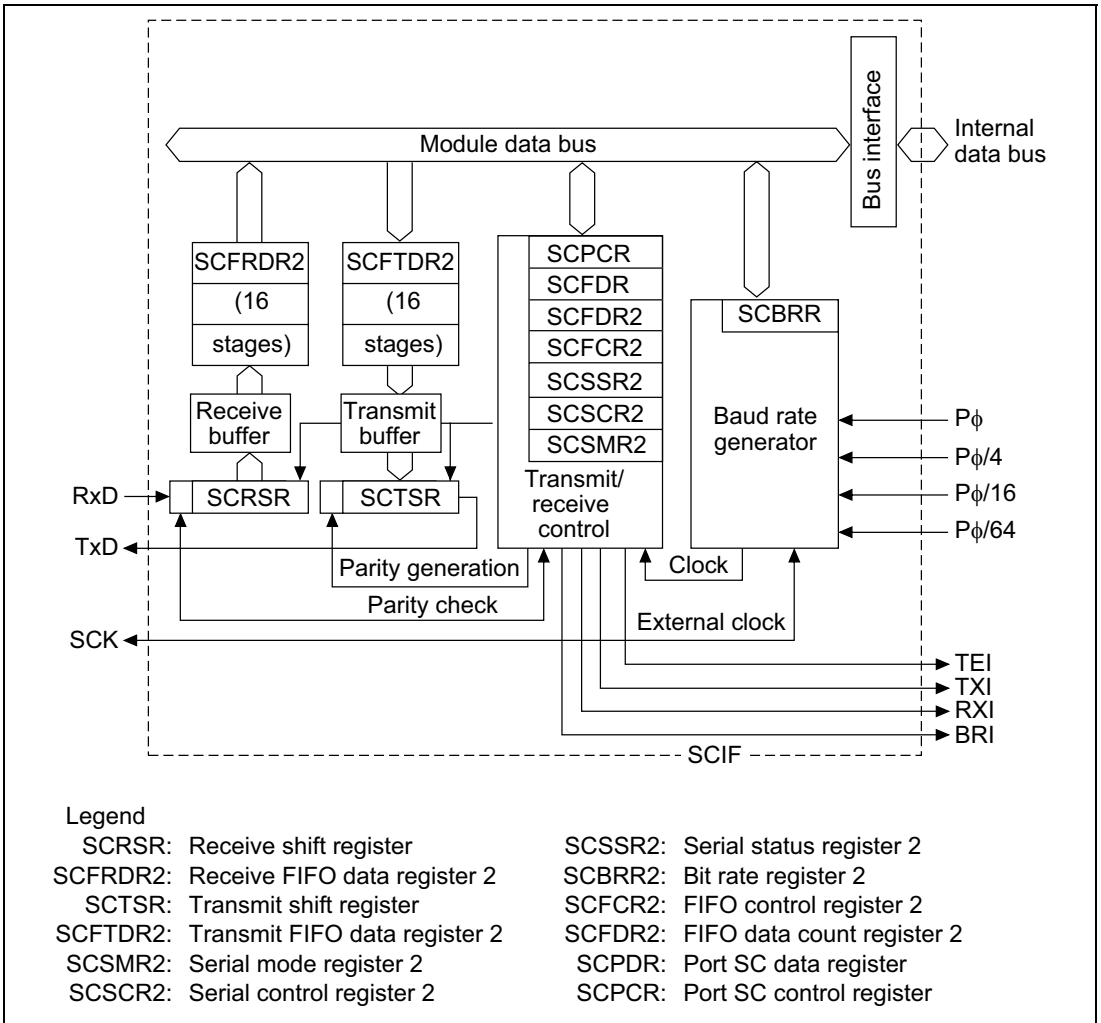 Module data bus
Bus interface
Internal
data bus
SCFRDR2
(16
stages)
SCFTDR2
(16
stages)
SCPCR
SCFDR
SCFDR2
SCFCR2
SCSSR2
SCSCR2
SCSMR2
Transmit/
receive
control
SCBRR
Baud rate
generator
Receive
buffer
Transmit
buffer
Pϕ
Pϕ/4
Pϕ/16
Pϕ/64
RxD
SCRSR
SCTSR
TxD
Parity generation
Clock
Parity check
SCK
External clock
TEI
TXI
RXI
BRI
SCIF
Legend
SCRSR: Receive shift register
SCFRDR2: Receive FIFO data register 2
SCTSR: Transmit shift register
SCFTDR2: Transmit FIFO data register 2
SCSMR2: Serial mode register 2
SCSCR2: Serial control register 2
SCSSR2: Serial status register 2
SCBRR2: Bit rate register 2
SCFCR2: FIFO control register 2
SCFDR2: FIFO data count register 2
SCPDR: Port SC data register
SCPCR: Port SC control register